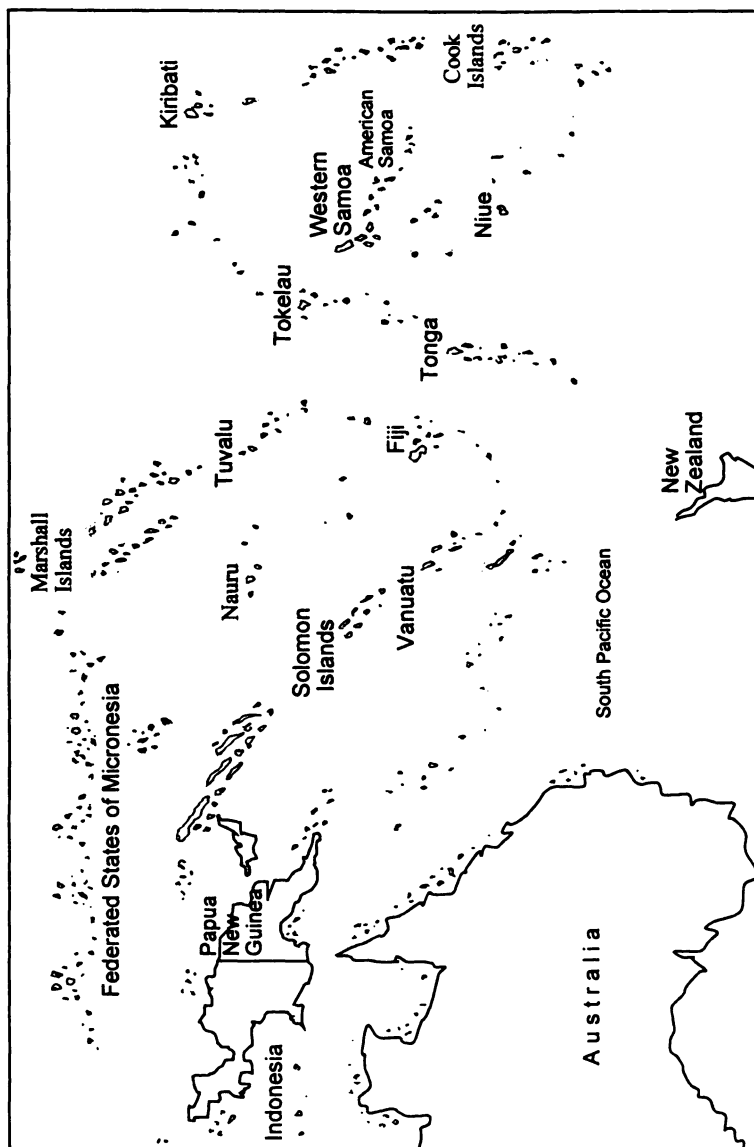 Marshall
Islands
Federated States of Micronesia
Kiribati
Tuvalu
Nauru
Tokelau
Papua
New
Guinea
Indonesia
Solomon
Islands
Western
Samoa
American
Samoa
Cook
Islands
Vanuatu
Fiji
Tonga
Niue
South Pacific Ocean
Australia
New
Zealand